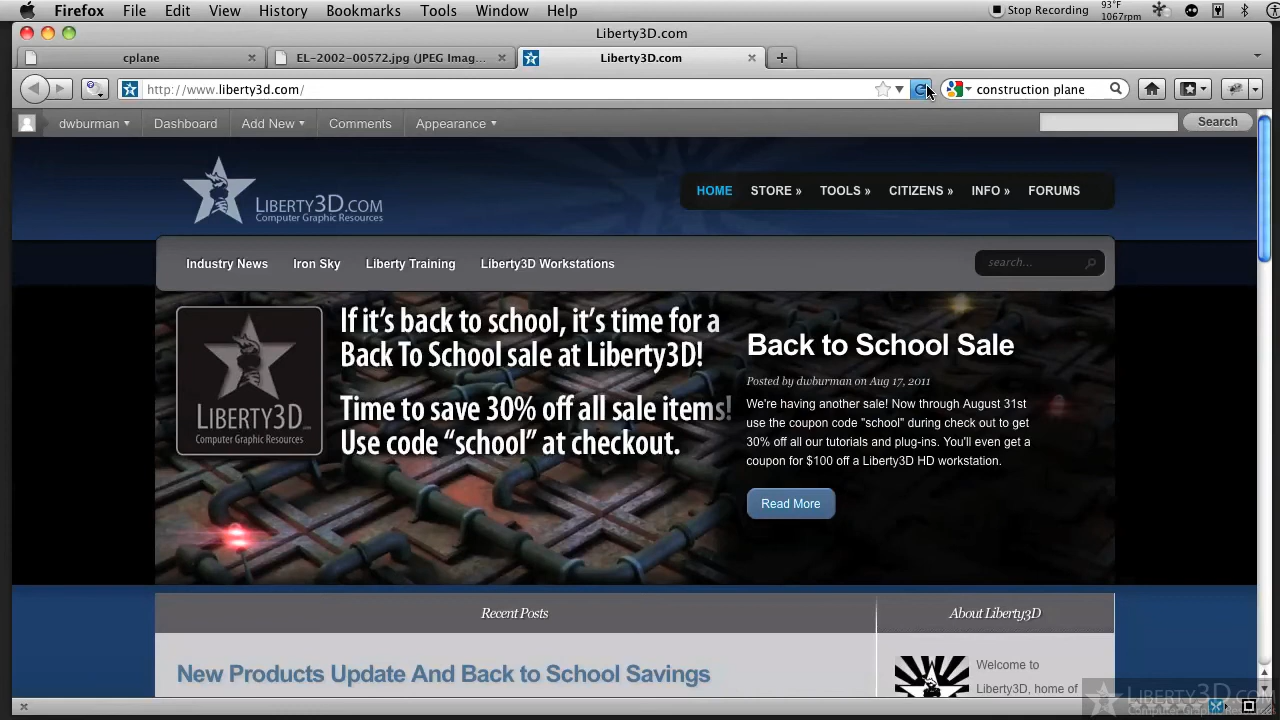 Firefox File Edit View History Bookmarks Tools Window Help
Stop Recording
93°F
1067rpm
Liberty3D.com
cplane
EL-2002-00572.jpg (JPEG Imag...
Liberty3D.com
http://www.liberty3d.com/
construction plane
dwburman Dashboard Add New Comments Appearance
Search
LIBERTY3D.COM
Computer Graphic Resources
HOME STORE » TOOLS » CITIZENS » INFO » FORUMS
Industry News Iron Sky Liberty Training Liberty3D Workstations
search...
LIBERTY3D.com
Computer Graphic Resources
If it's back to school, it's time for a
Back To School sale at Liberty3D!
Time to save 30% off all sale items!
Use code “school” at checkout.
Back to School Sale
Posted by dwburman on Aug 17, 2011
We're having another sale! Now through August 31st
use the coupon code "school" during check out to get
30% off all our tutorials and plug-ins. You'll even get a
coupon for $100 off a Liberty3D HD workstation.
Read More
Recent Posts
About Liberty3D
New Products Update And Back to School Savings
Welcome to
Liberty3D, home of
LIBERTY3D.COM